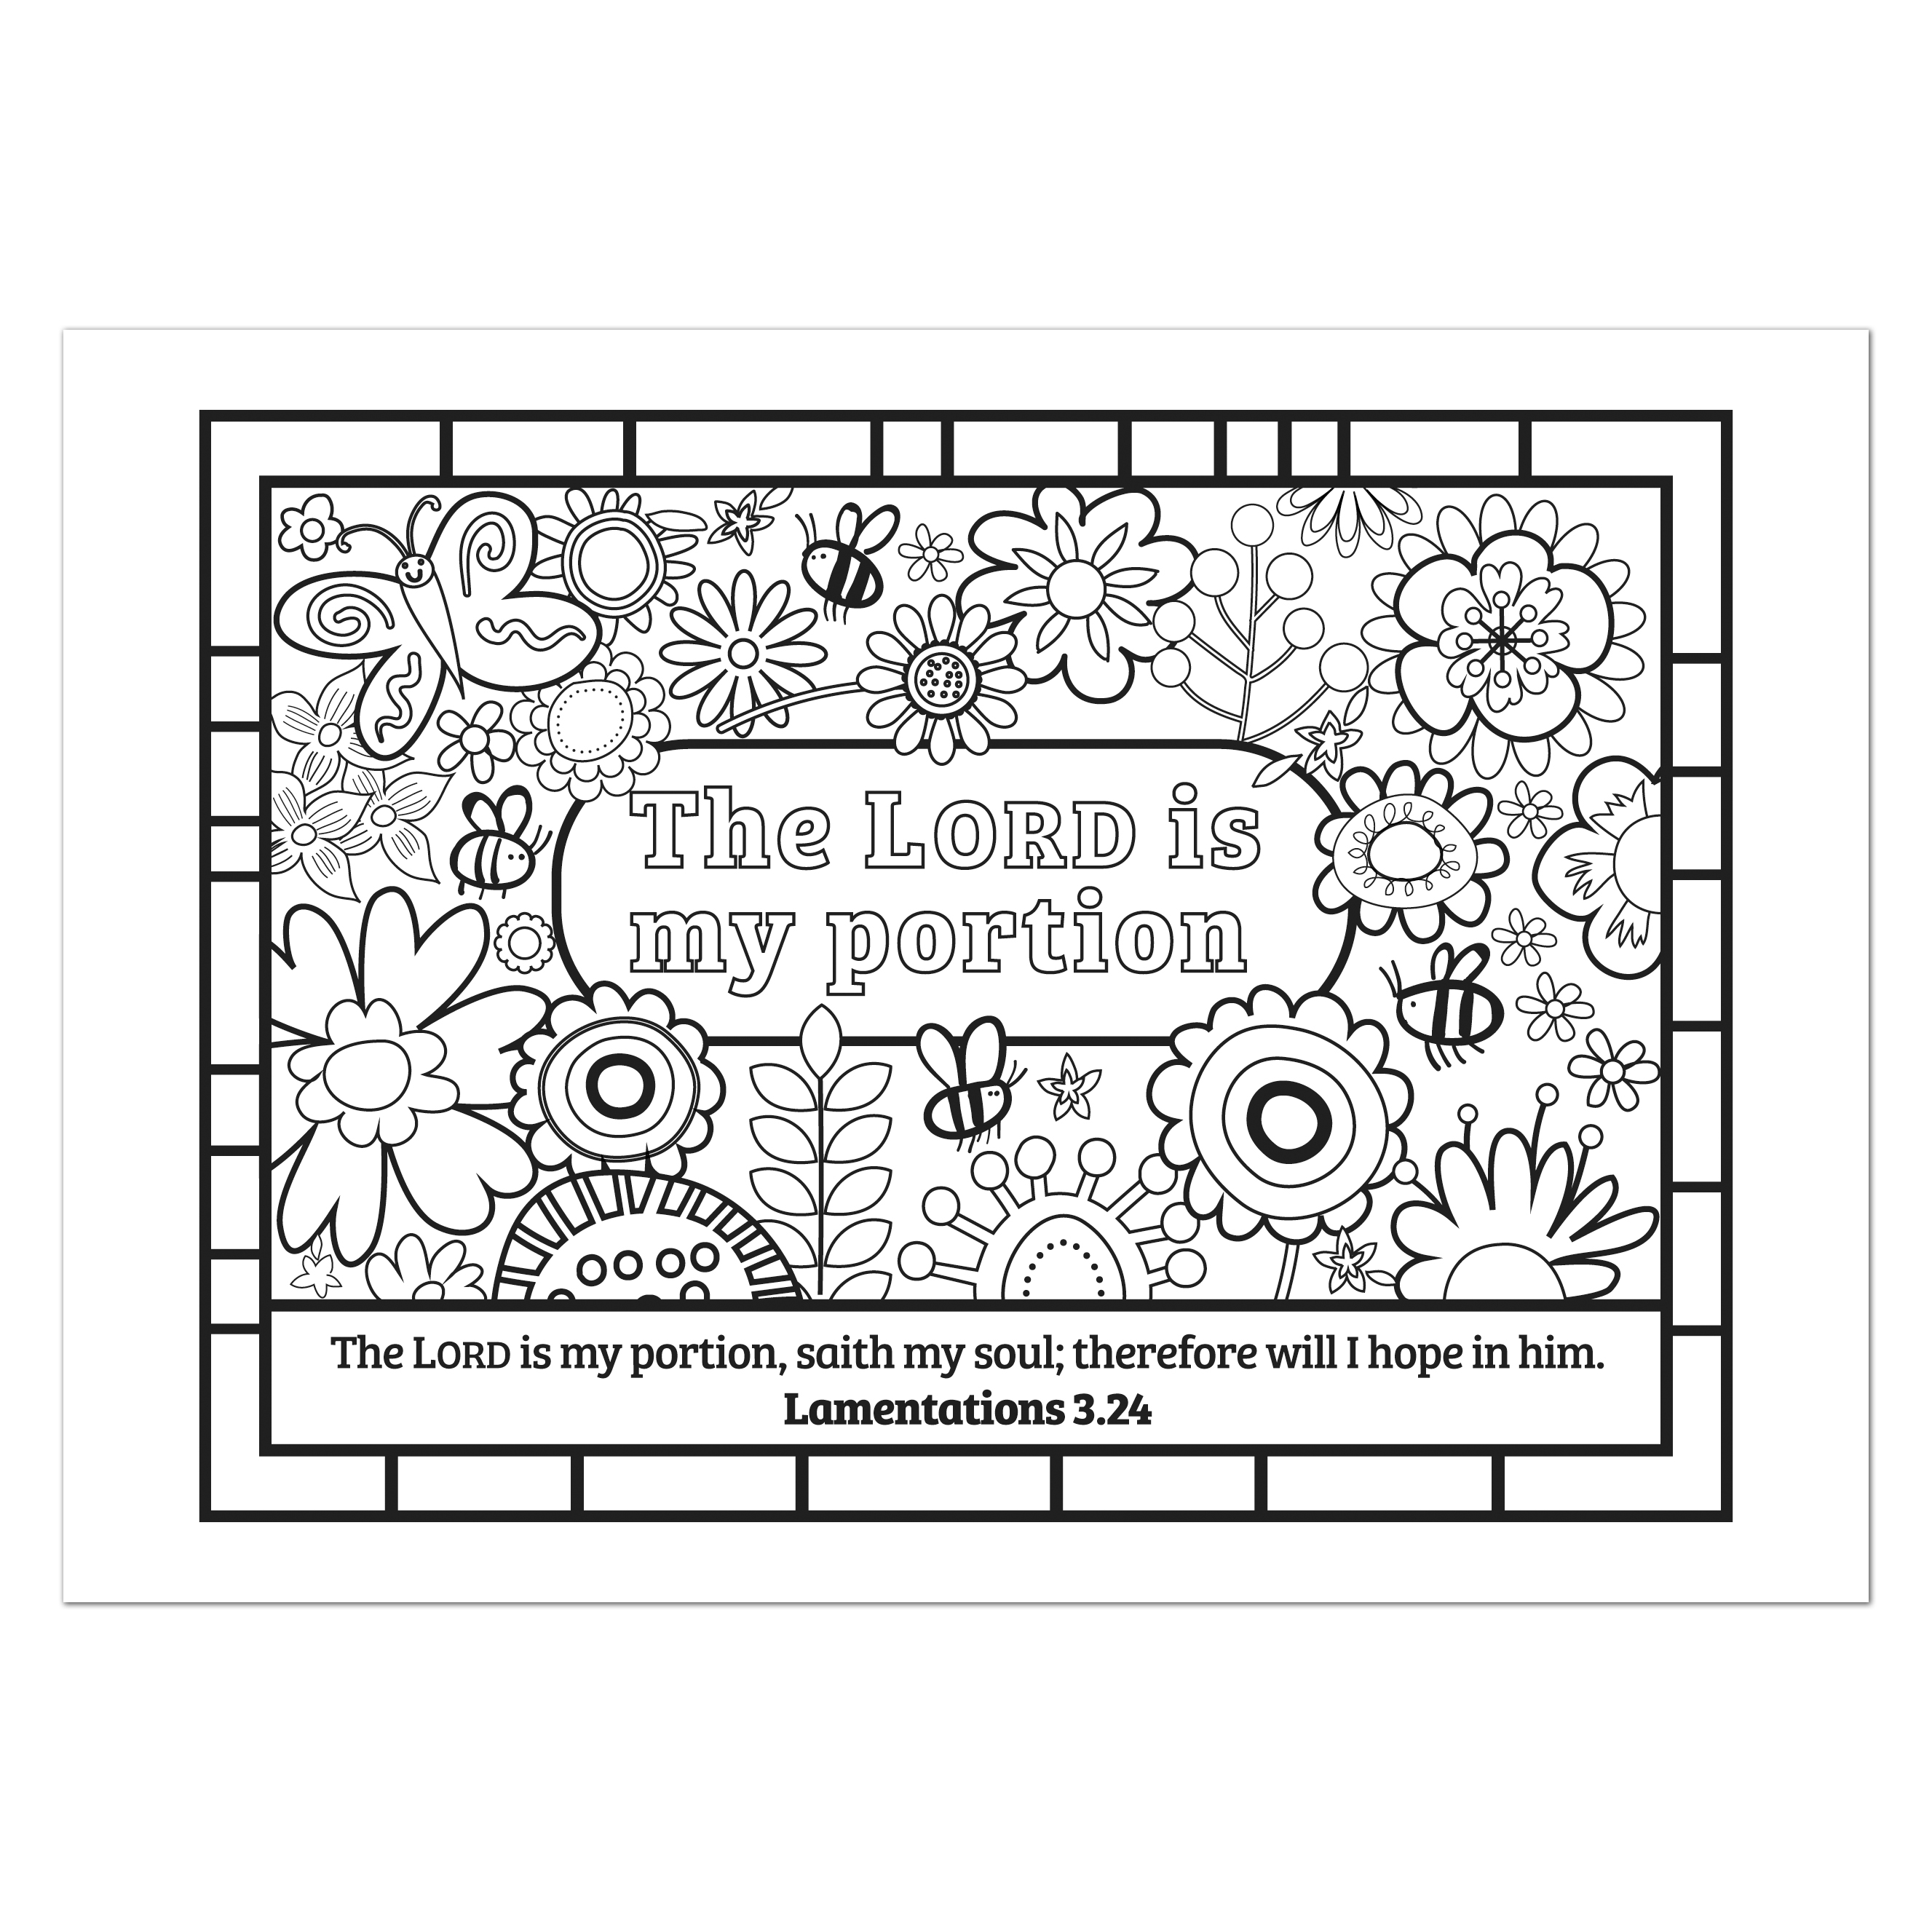 The LORD is
my portion
The LORD is my portion, saith my soul; therefore will I hope in him.
Lamentations 3.24